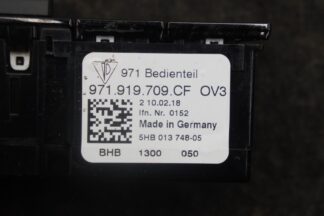 971 Bedienteil
971.919.709.CF OV3
2 10.02.18
lfn. Nr. 0152
Made in Germany
5HB 013 748-05
BHB 1300 050